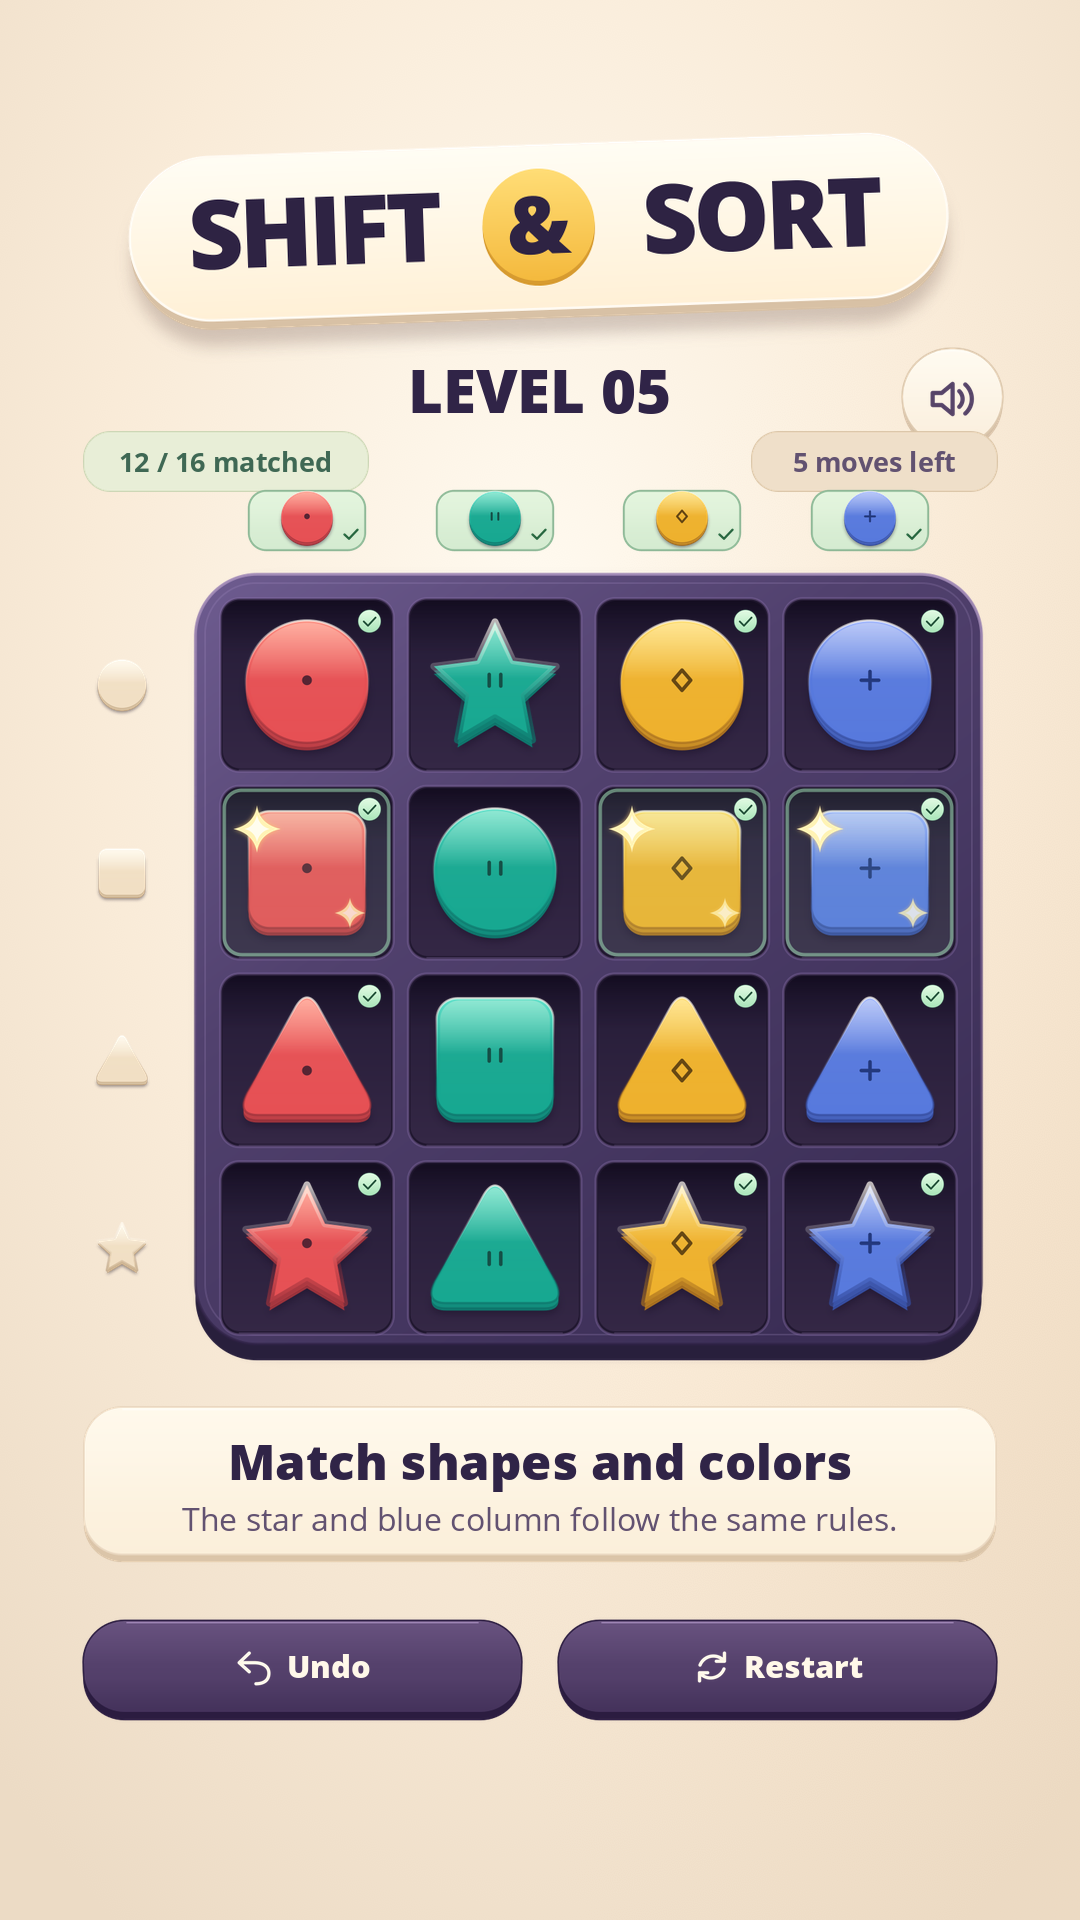 SHIFT & SORT
LEVEL 05
12 / 16 matched
5 moves left
Match shapes and colors
The star and blue column follow the same rules.
Undo
Restart